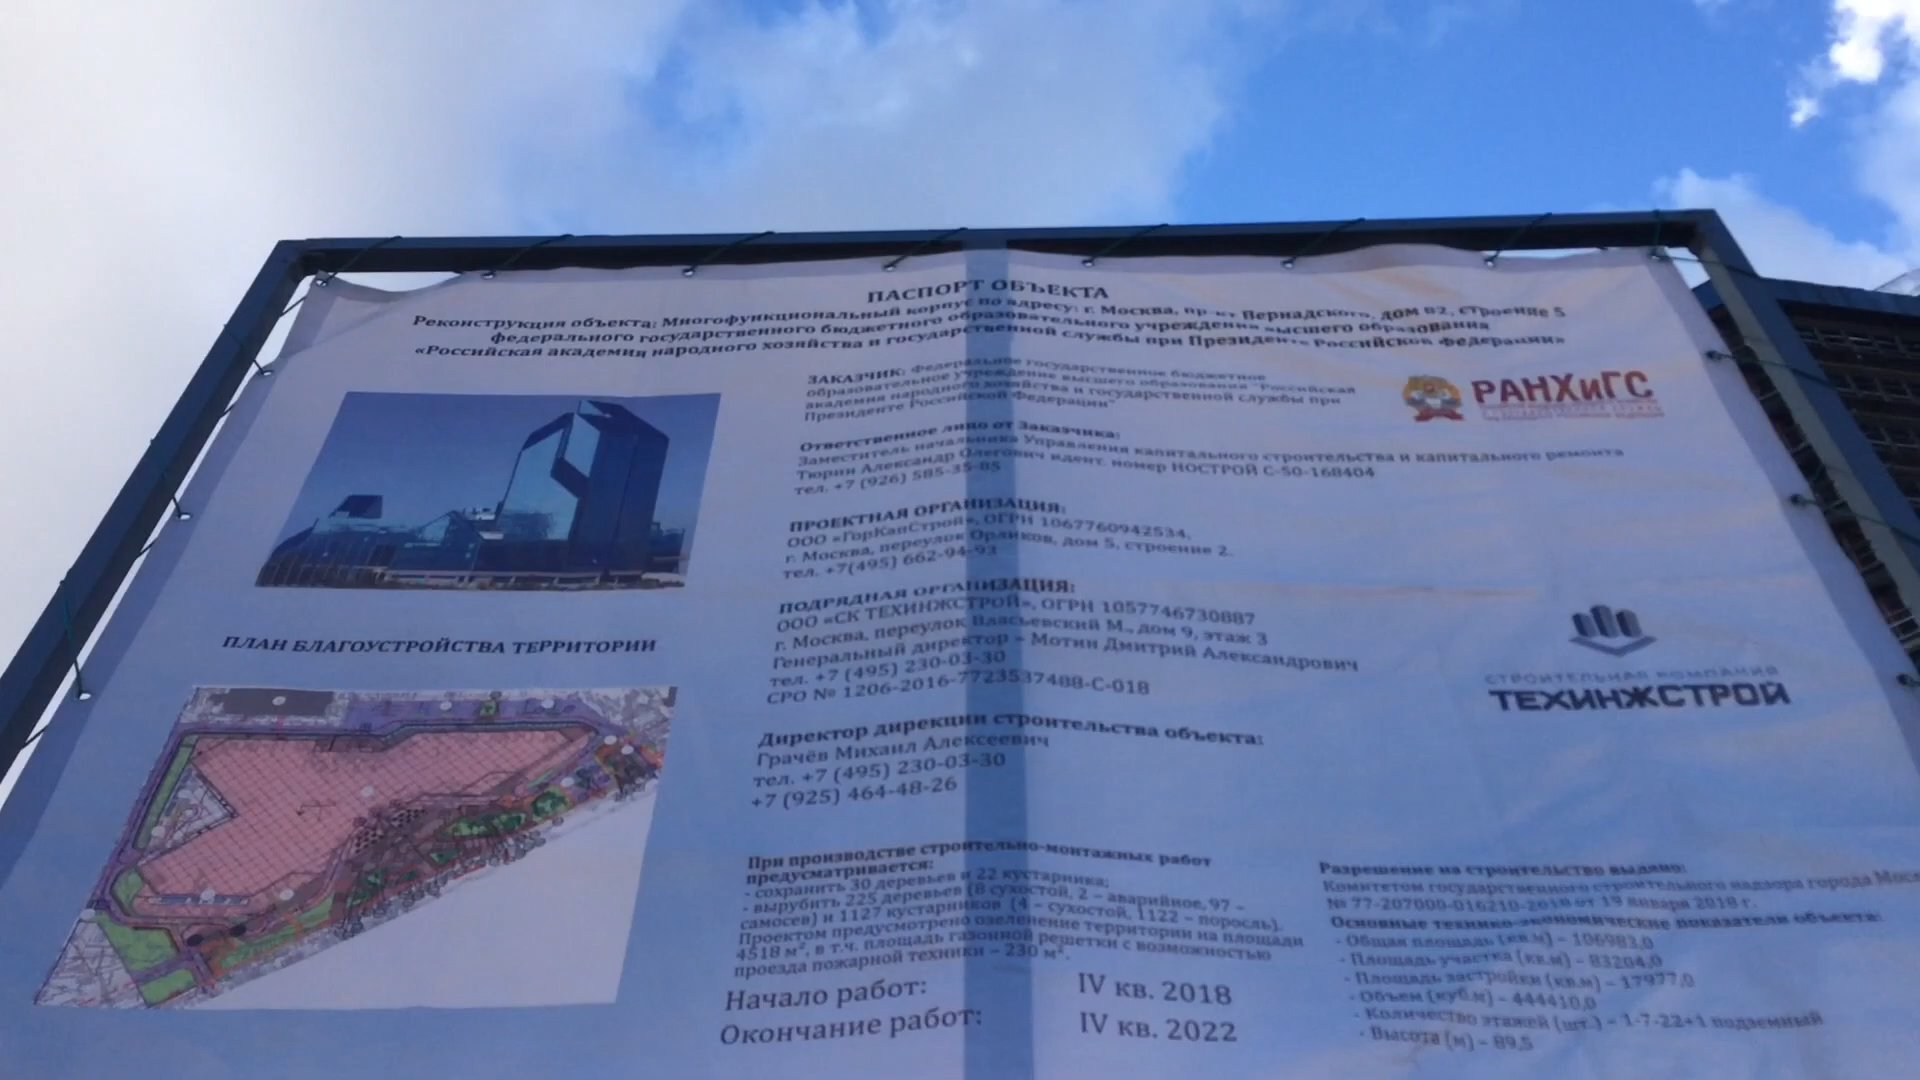 ПАСПОРТ ОБЪЕКТА
Реконструкция объекта: Многофункциональный корпус по адресу: г. Москва, пр-кт Вернадского, дом 82, строение 5
федерального государственного бюджетного образовательного учреждения высшего образования
«Российская академия народного хозяйства и государственной службы при Президенте Российской Федерации»
ЗАКАЗЧИК: Федеральное государственное бюджетное
образовательное учреждение высшего образования "Российская
академия народного хозяйства и государственной службы при
Президенте Российской Федерации"
РАНХиГС
Ответственное лицо от Заказчика:
Заместитель начальника Управления капитального строительства и капитального ремонта
Тюрин Александр Олегович идент. номер НОСТРОЙ С-50-168404
тел. +7 (926) 585-35-85
ПРОЕКТНАЯ ОРГАНИЗАЦИЯ:
ООО «ГорКапСтрой», ОГРН 1067760942534,
г. Москва, переулок Орликов, дом 5, строение 2.
тел. +7(495) 662-94-93
ПОДРЯДНАЯ ОРГАНИЗАЦИЯ:
ООО «СК ТЕХИНЖСТРОЙ», ОГРН 1057746730887
г. Москва, переулок Власьевский М., дом 9, этаж 3
Генеральный директор – Мотин Дмитрий Александрович
тел. +7 (495) 230-03-30
СРО № 1206-2016-7723537488-С-018
СТРОИТЕЛЬНАЯ КОМПАНИЯ
ТЕХИНЖСТРОЙ
Директор дирекции строительства объекта:
Грачёв Михаил Алексеевич
тел. +7 (495) 230-03-30
+7 (925) 464-48-26
ПЛАН БЛАГОУСТРОЙСТВА ТЕРРИТОРИИ
При производстве строительно-монтажных работ
предусматривается:
- сохранить 30 деревьев и 22 кустарника;
- вырубить 225 деревьев (8 сухостой, 2 – аварийное, 97 –
самосев) и 1127 кустарников (4 – сухостой, 1122 – поросль).
Проектом предусмотрено озеленение территории на площади
4518 м², в т.ч. площадь газонной решетки с возможностью
проезда пожарной техники – 230 м².
Начало работ: IV кв. 2018
Окончание работ: IV кв. 2022
Разрешение на строительство выдано:
Комитетом государственного строительного надзора города
№ 77-207000-016210-2018 от 19 января 2018 г.
Основные технико-экономические показатели объекта:
- Общая площадь (кв.м) – 106983,0
- Площадь участка (кв.м) – 83204,0
- Площадь застройки (кв.м) – 17977,0
- Объем (куб.м) – 444410,0
- Количество этажей (шт.) – 1-7-22+1 подземный
- Высота (м) – 89,5